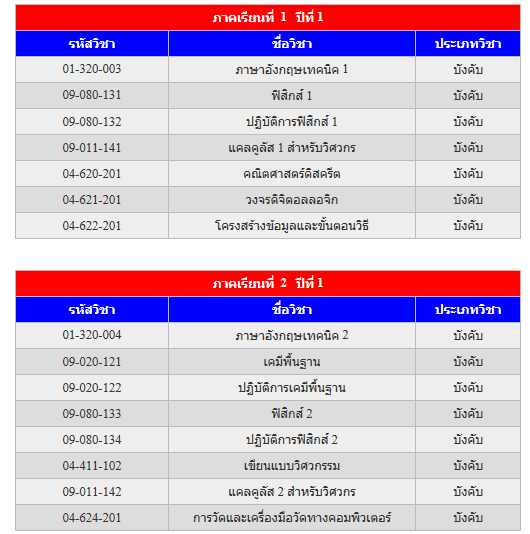 ภาคเรียนที่ 1 ปีที่ 1
รหัสวิชา ชื่อวิชา ประเภทวิชา
01-320-003 ภาษาอังกฤษเทคนิค 1 บังคับ
09-080-131 ฟิสิกส์ 1 บังคับ
09-080-132 ปฏิบัติการฟิสิกส์ 1 บังคับ
09-011-141 แคลคูลัส 1 สำหรับวิศวกร บังคับ
04-620-201 คณิตศาสตร์ดิสครีต บังคับ
04-621-201 วงจรดิจิตอลลอจิก บังคับ
04-622-201 โครงสร้างข้อมูลและขั้นตอนวิธี บังคับ
ภาคเรียนที่ 2 ปีที่ 1
รหัสวิชา ชื่อวิชา ประเภทวิชา
01-320-004 ภาษาอังกฤษเทคนิค 2 บังคับ
09-020-121 เคมีพื้นฐาน บังคับ
09-020-122 ปฏิบัติการเคมีพื้นฐาน บังคับ
09-080-133 ฟิสิกส์ 2 บังคับ
09-080-134 ปฏิบัติการฟิสิกส์ 2 บังคับ
04-411-102 เขียนแบบวิศวกรรม บังคับ
09-011-142 แคลคูลัส 2 สำหรับวิศวกร บังคับ
04-624-201 การวัดและเครื่องมือวัดทางคอมพิวเตอร์ บังคับ